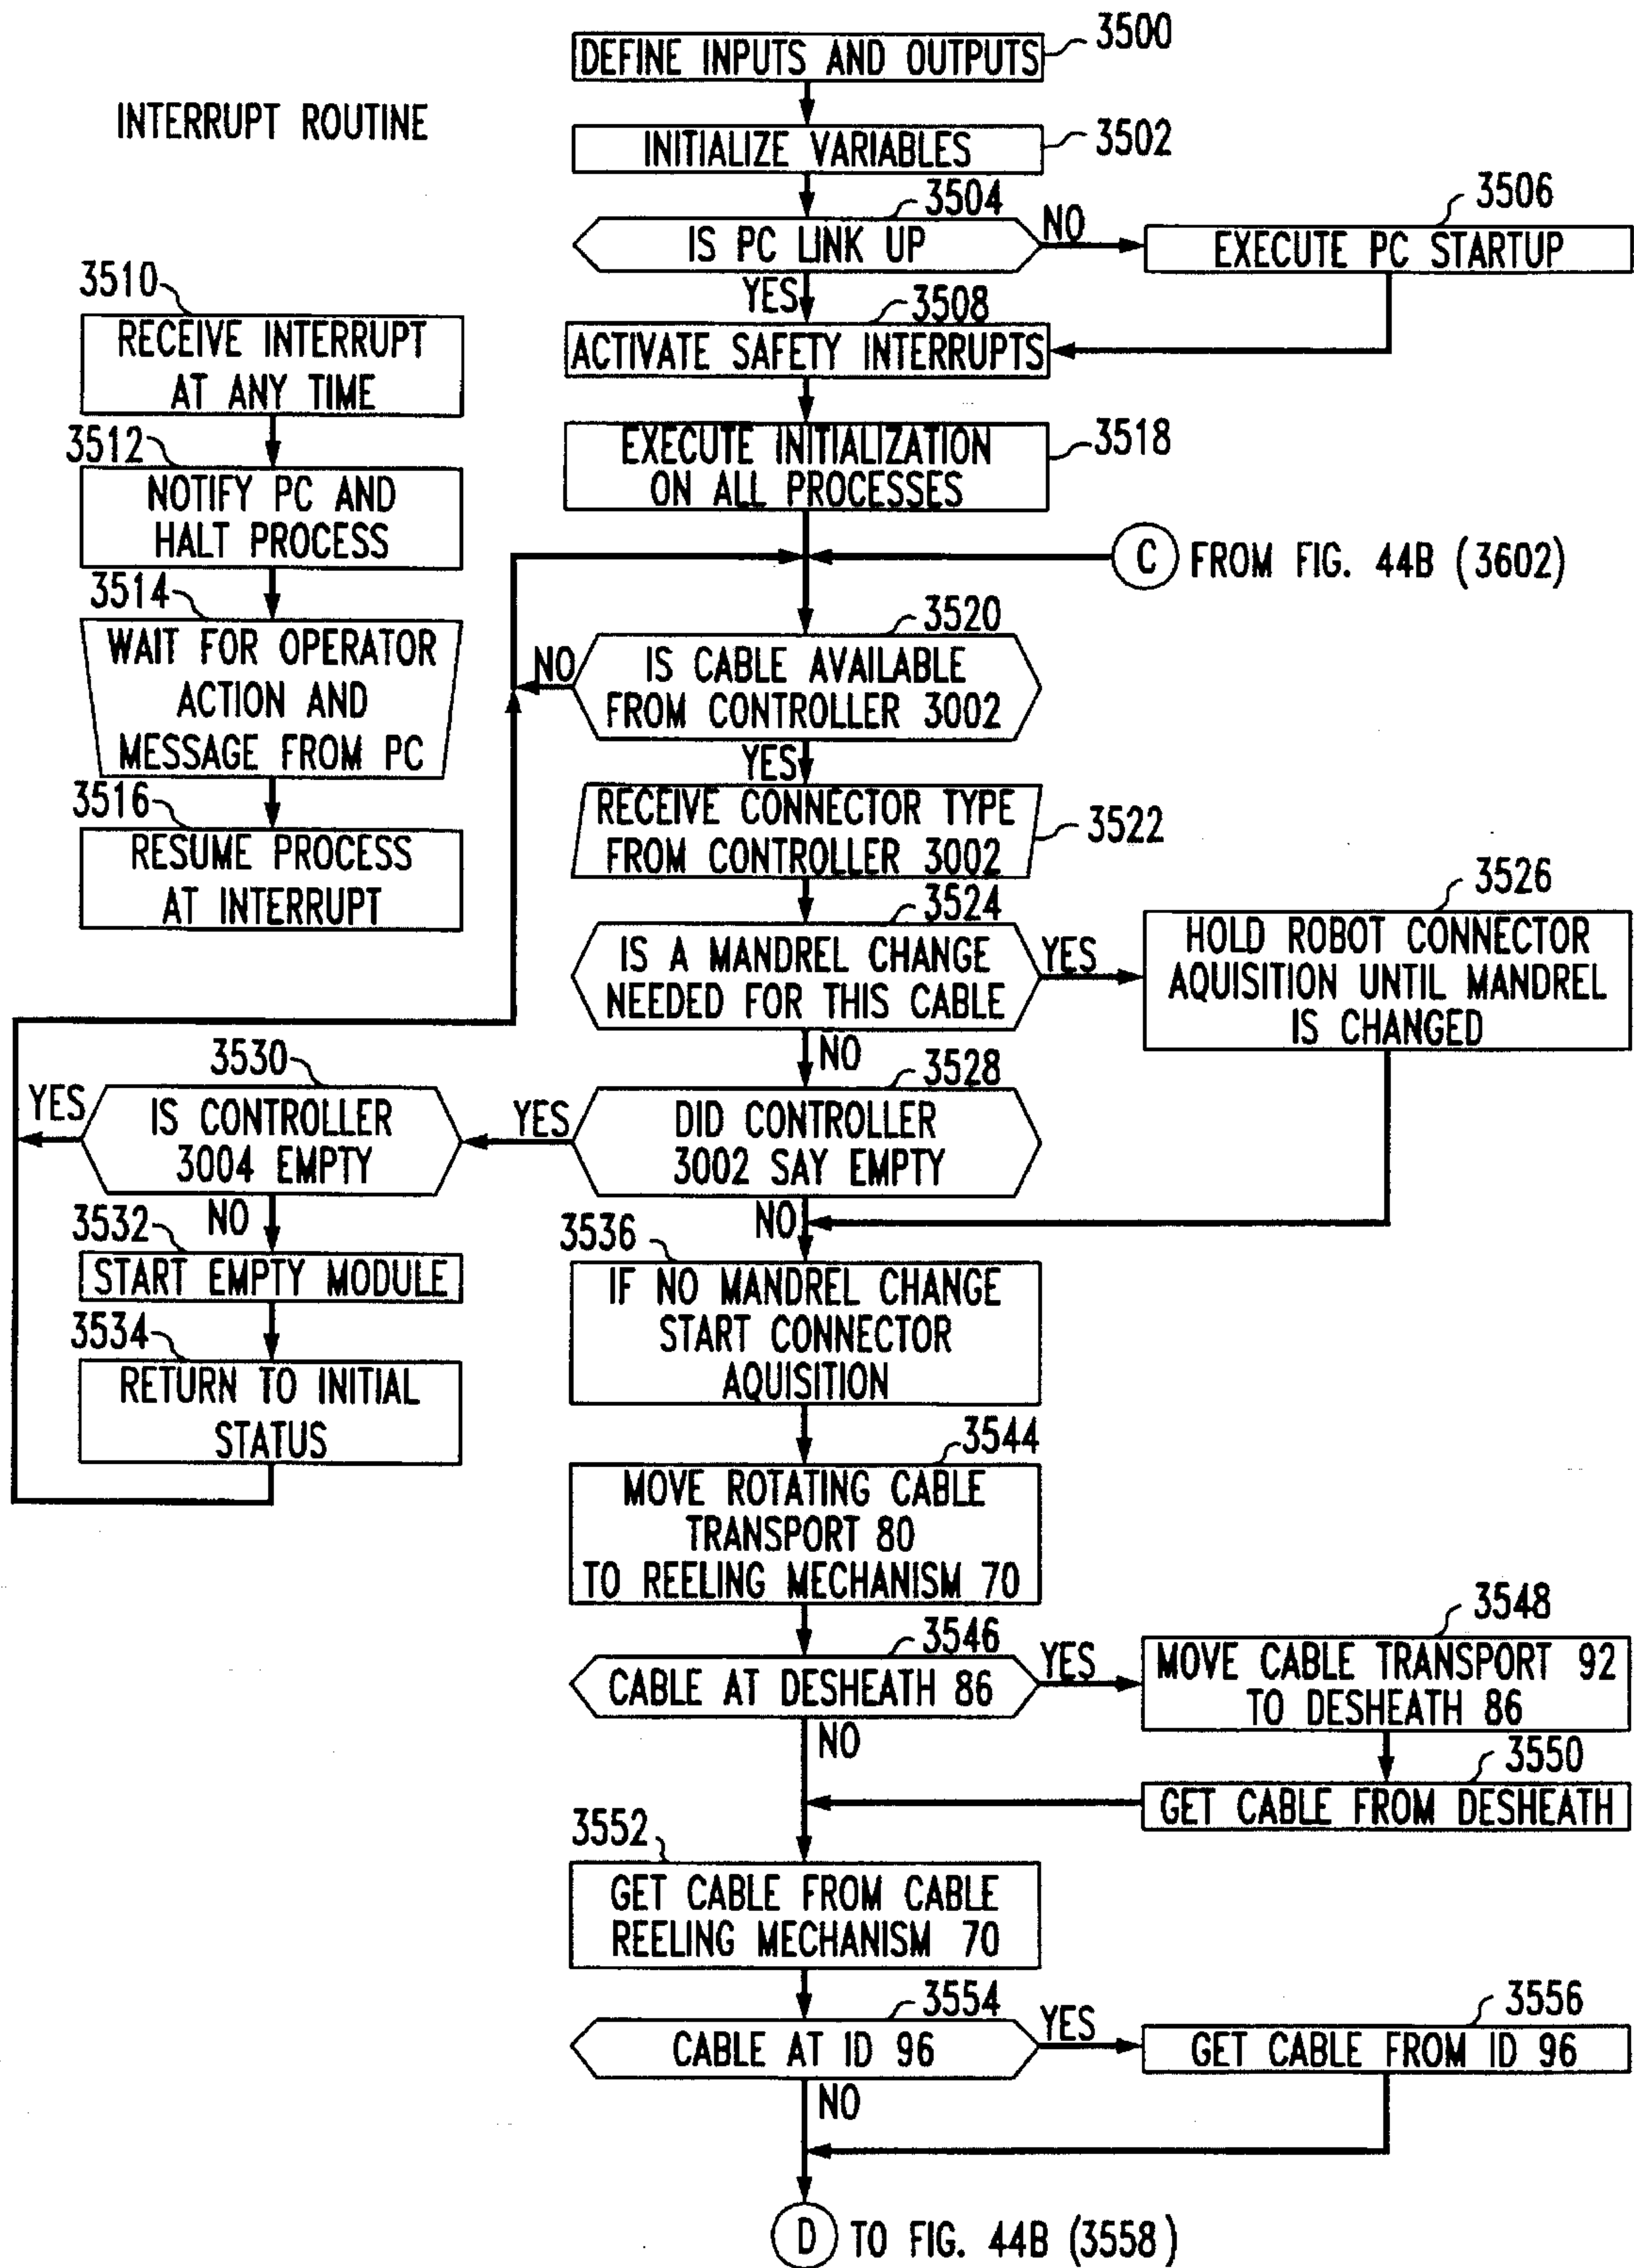 3500
DEFINE INPUTS AND OUTPUTS
INTERRUPT ROUTINE
3502
INITIALIZE VARIABLES
3504
IS PC LINK UP
NO
3506
EXECUTE PC STARTUP
YES
3508
ACTIVATE SAFETY INTERRUPTS
3510
RECEIVE INTERRUPT
AT ANY TIME
3512
NOTIFY PC AND
HALT PROCESS
3514
WAIT FOR OPERATOR
ACTION AND
MESSAGE FROM PC
3516
RESUME PROCESS
AT INTERRUPT
3518
EXECUTE INITIALIZATION
ON ALL PROCESSES
C FROM FIG. 44B (3602)
3520
IS CABLE AVAILABLE
FROM CONTROLLER 3002
NO
YES
RECEIVE CONNECTOR TYPE
FROM CONTROLLER 3002
3522
3524
IS A MANDREL CHANGE
NEEDED FOR THIS CABLE
YES
3526
HOLD ROBOT CONNECTOR
AQUISITION UNTIL MANDREL
IS CHANGED
NO
3528
DID CONTROLLER
3002 SAY EMPTY
YES
3530
IS CONTROLLER
3004 EMPTY
YES
NO
3532
START EMPTY MODULE
3534
RETURN TO INITIAL
STATUS
NO
3536
IF NO MANDREL CHANGE
START CONNECTOR
AQUISITION
3544
MOVE ROTATING CABLE
TRANSPORT 80
TO REELING MECHANISM 70
3546
CABLE AT DESHEATH 86
YES
3548
MOVE CABLE TRANSPORT 92
TO DESHEATH 86
NO
3550
GET CABLE FROM DESHEATH
3552
GET CABLE FROM CABLE
REELING MECHANISM 70
3554
CABLE AT ID 96
YES
3556
GET CABLE FROM ID 96
NO
D TO FIG. 44B (3558)